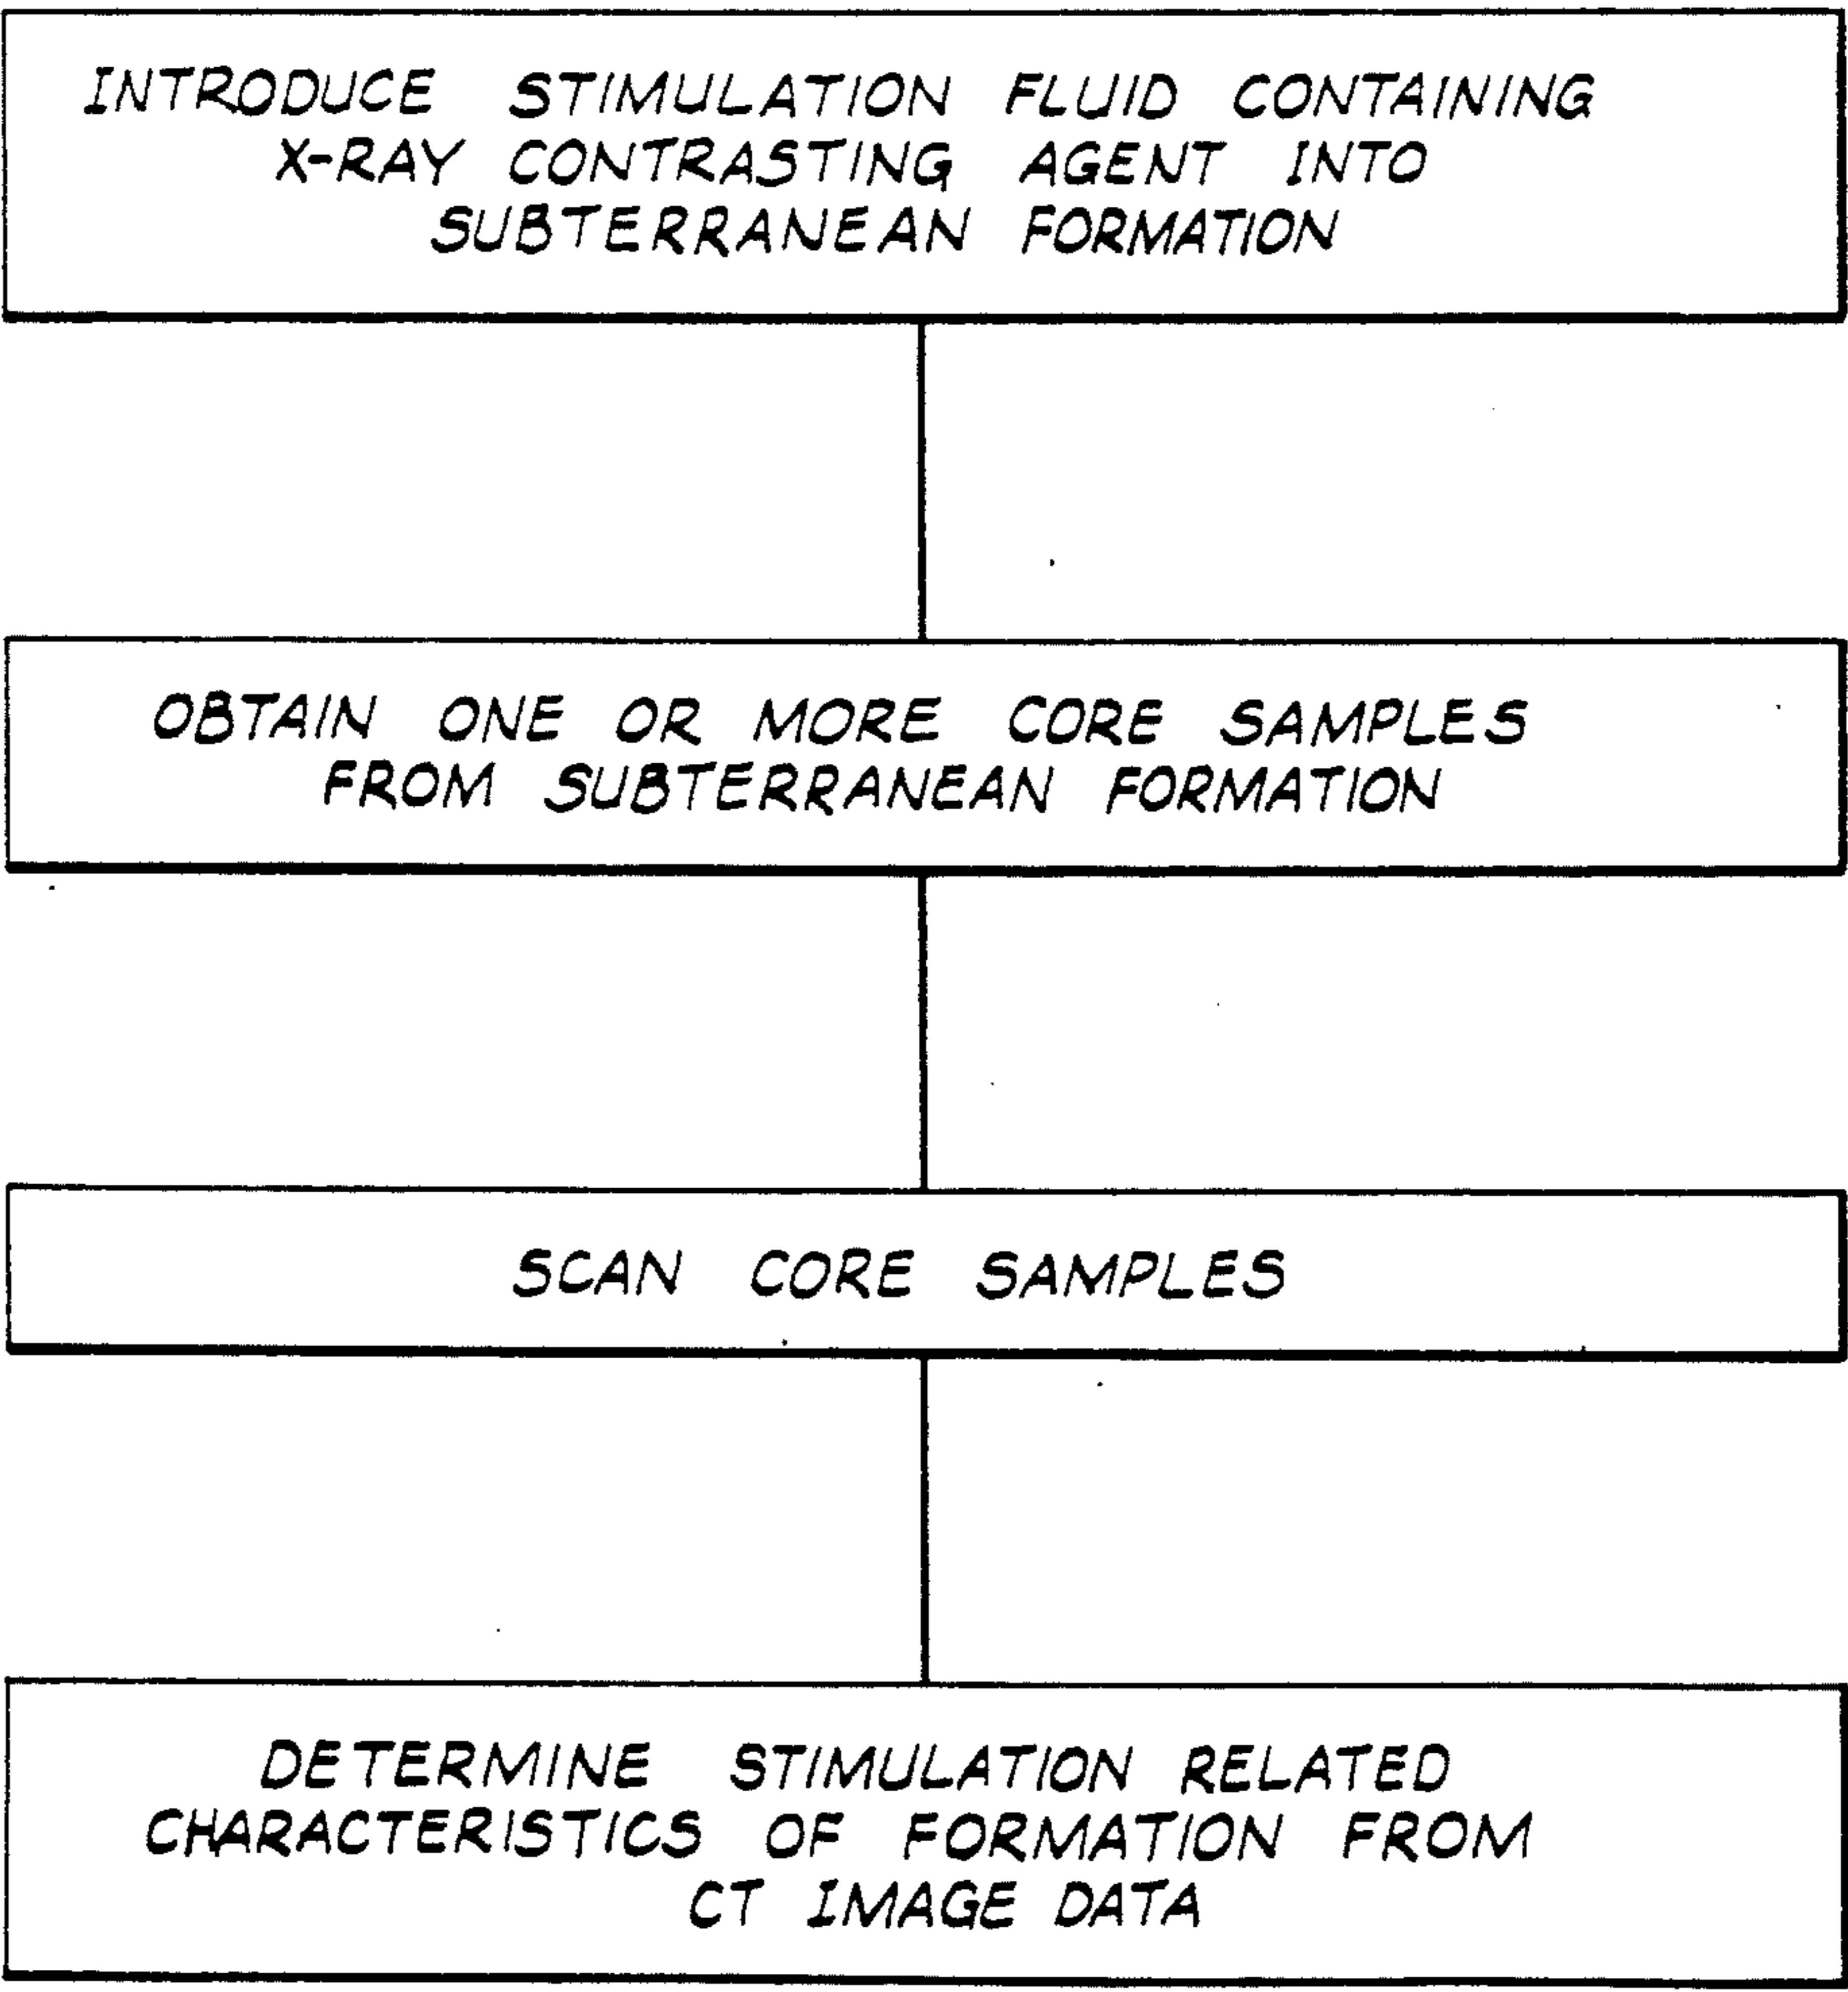 INTRODUCE STIMULATION FLUID CONTAINING
X-RAY CONTRASTING AGENT INTO
SUBTERRANEAN FORMATION
OBTAIN ONE OR MORE CORE SAMPLES
FROM SUBTERRANEAN FORMATION
SCAN CORE SAMPLES
DETERMINE STIMULATION RELATED
CHARACTERISTICS OF FORMATION FROM
CT IMAGE DATA